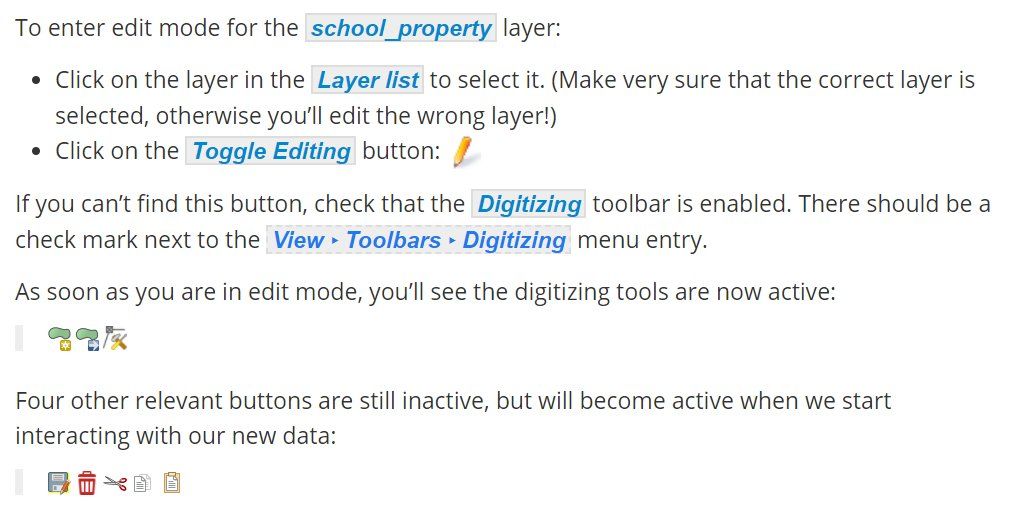 To enter edit mode for the school_property layer:
• Click on the layer in the Layer list to select it. (Make very sure that the correct layer is
selected, otherwise you’ll edit the wrong layer!)
• Click on the Toggle Editing button:
If you can’t find this button, check that the Digitizing toolbar is enabled. There should be a
check mark next to the View ‣ Toolbars ‣ Digitizing menu entry.
As soon as you are in edit mode, you’ll see the digitizing tools are now active:
Four other relevant buttons are still inactive, but will become active when we start
interacting with our new data: